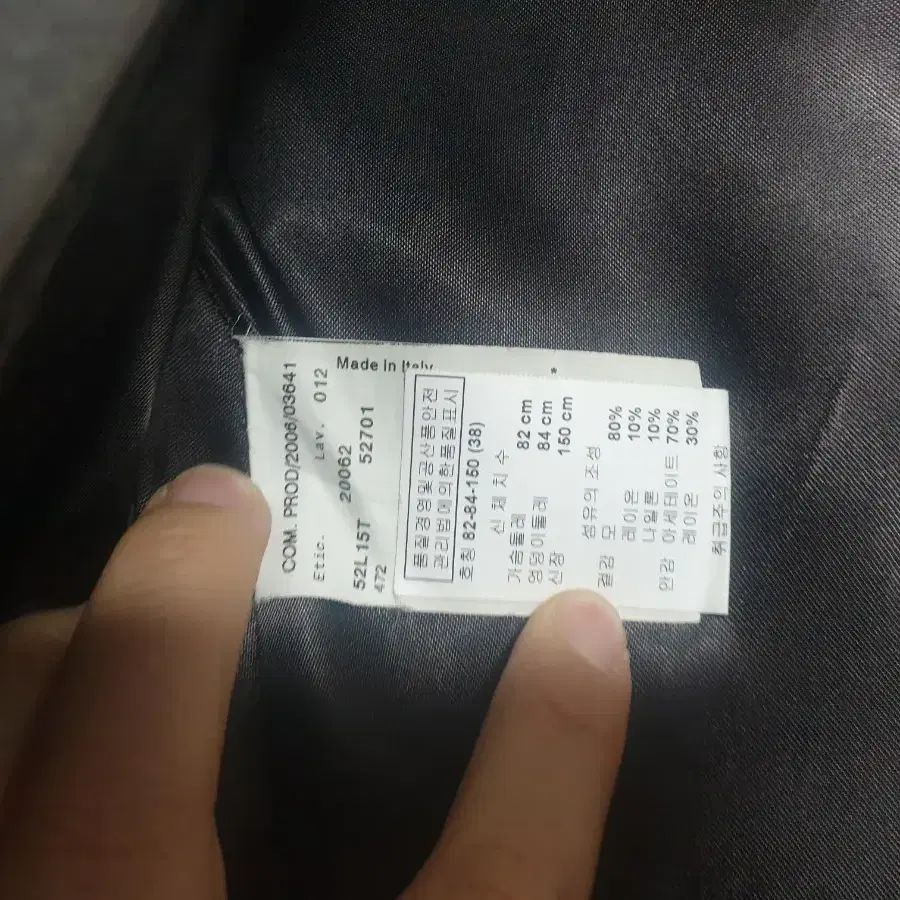 Made in Italy
COM. PROD/2006/03641
Etic. Lav. 012
20062
52L15T 52701
472
*
품질경영및공산품안전
관리법에의한품질표시
호칭 82-84-150 (38)
신 체 치 수
가슴둘레 82 cm
엉덩이둘레 84 cm
신장 150 cm
섬유의 조성
겉감 모 80%
레이온 10%
나일론 10%
안감 아세테이트 70%
레이온 30%
취급주의 사항